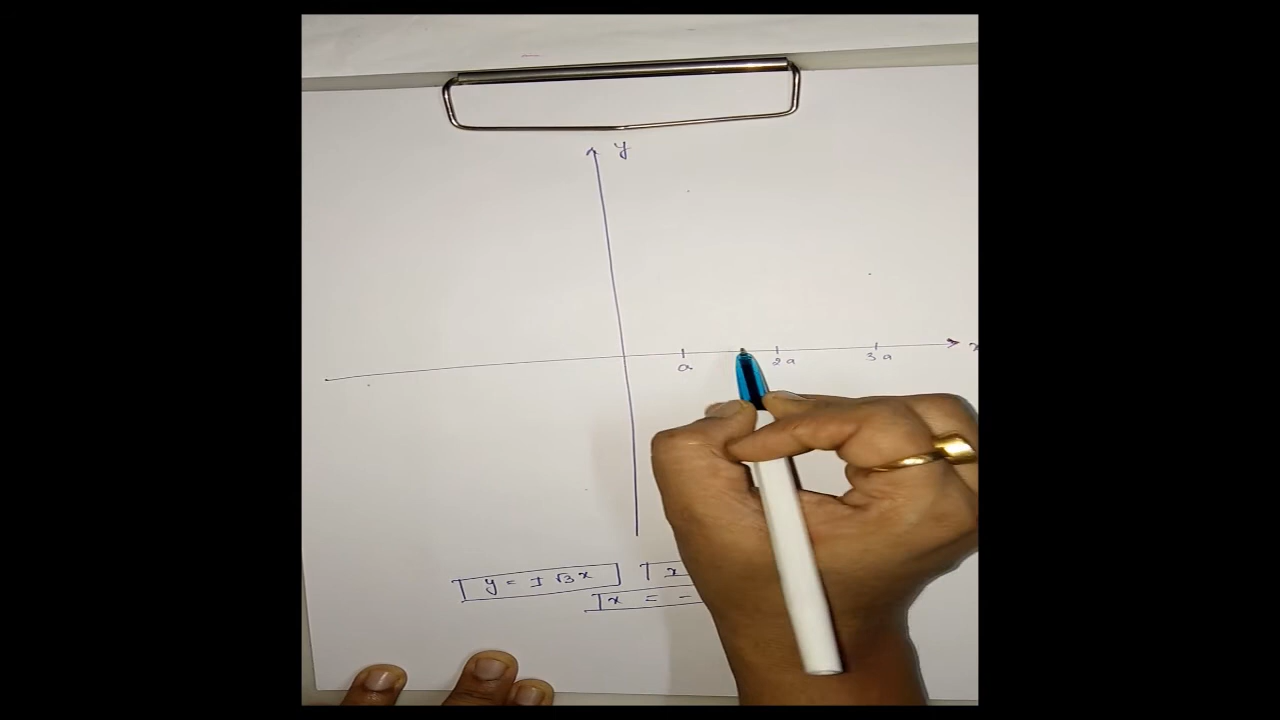 y
x
a 2a 3a
y = ± √3 x x
x = -